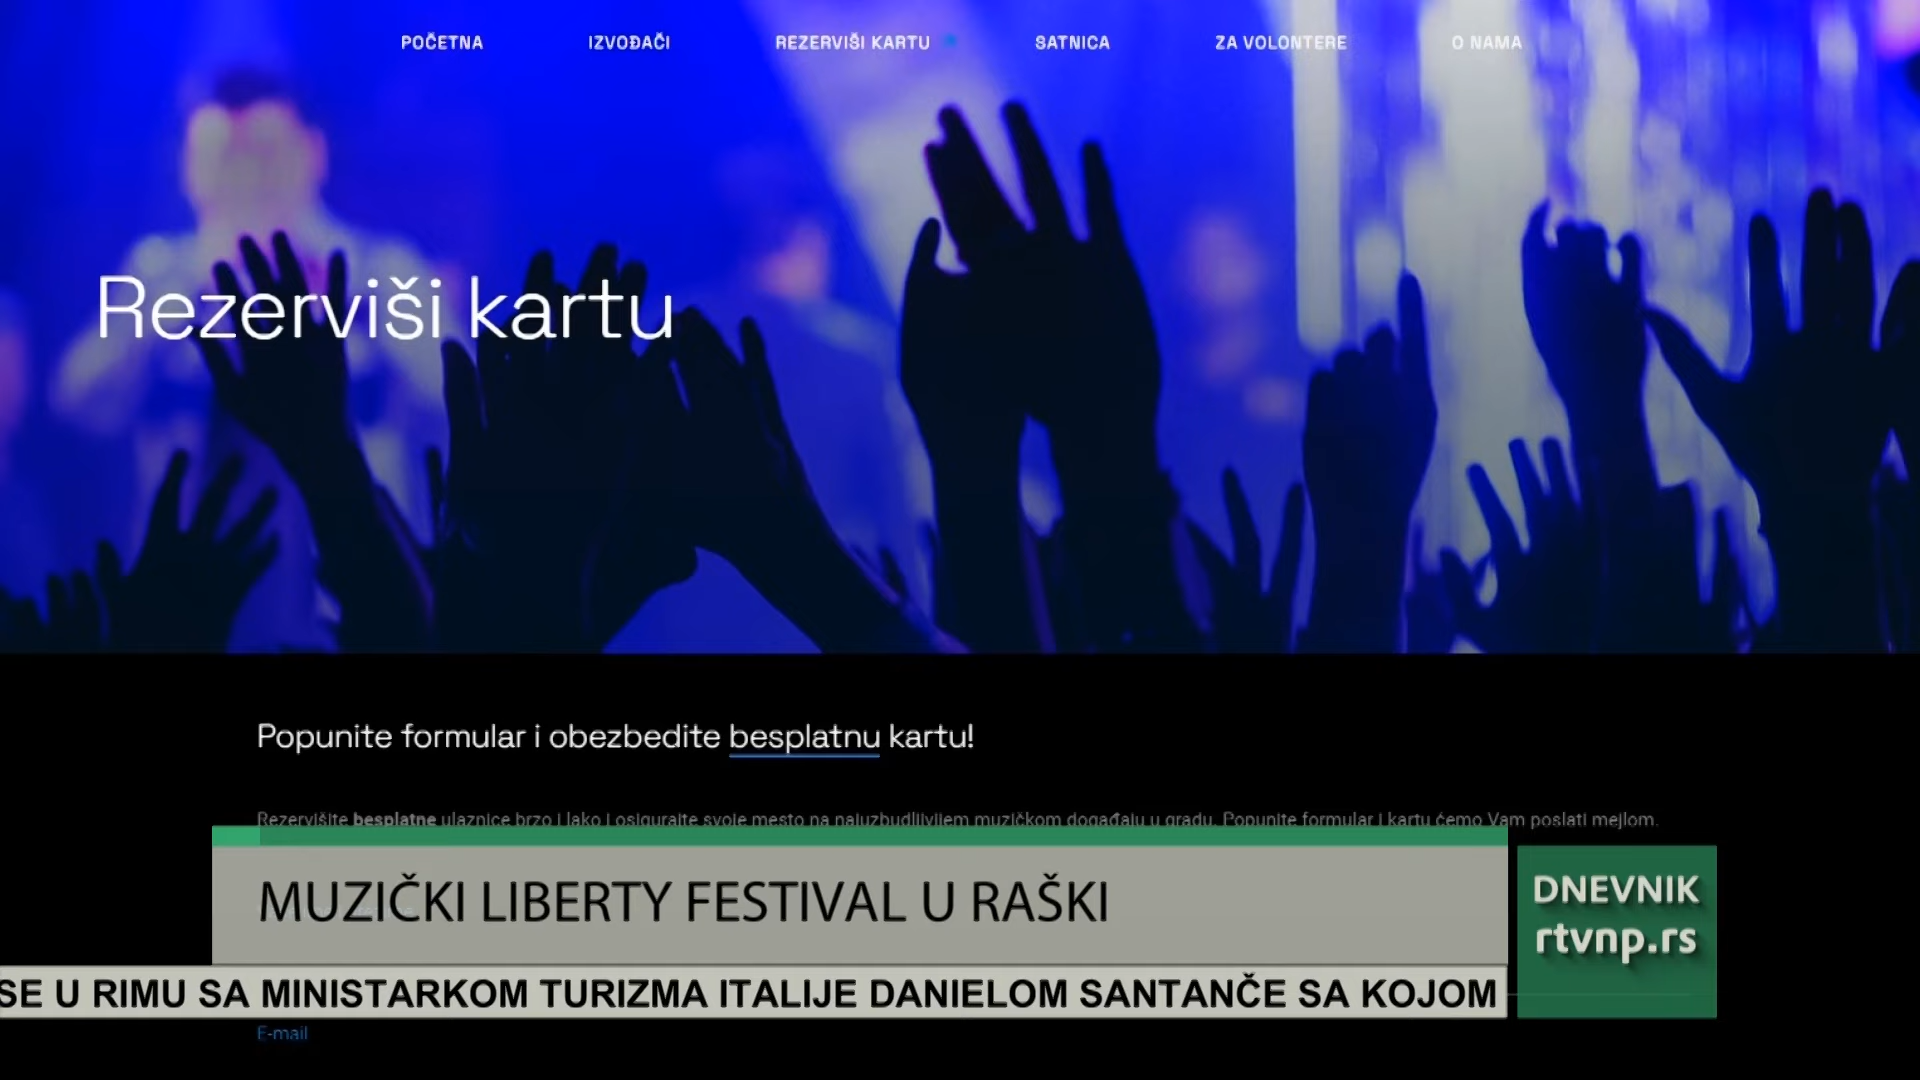 POČETNA IZVOĐAČI REZERVIŠI KARTU SATNICA ZA VOLONTERE O NAMA
Rezerviši kartu
Popunite formular i obezbedite besplatnu kartu!
Rezervišite besplatne ulaznice brzo i lako i osigurajte svoje mesto na najuzbudljivijem muzičkom događaju u gradu. Popunite formular i kartu ćemo Vam poslati mejlom.
MUZIČKI LIBERTY FESTIVAL U RAŠKI
DNEVNIK
rtvnp.rs
SE U RIMU SA MINISTARKOM TURIZMA ITALIJE DANIELOM SANTANČE SA KOJOM
E-mail